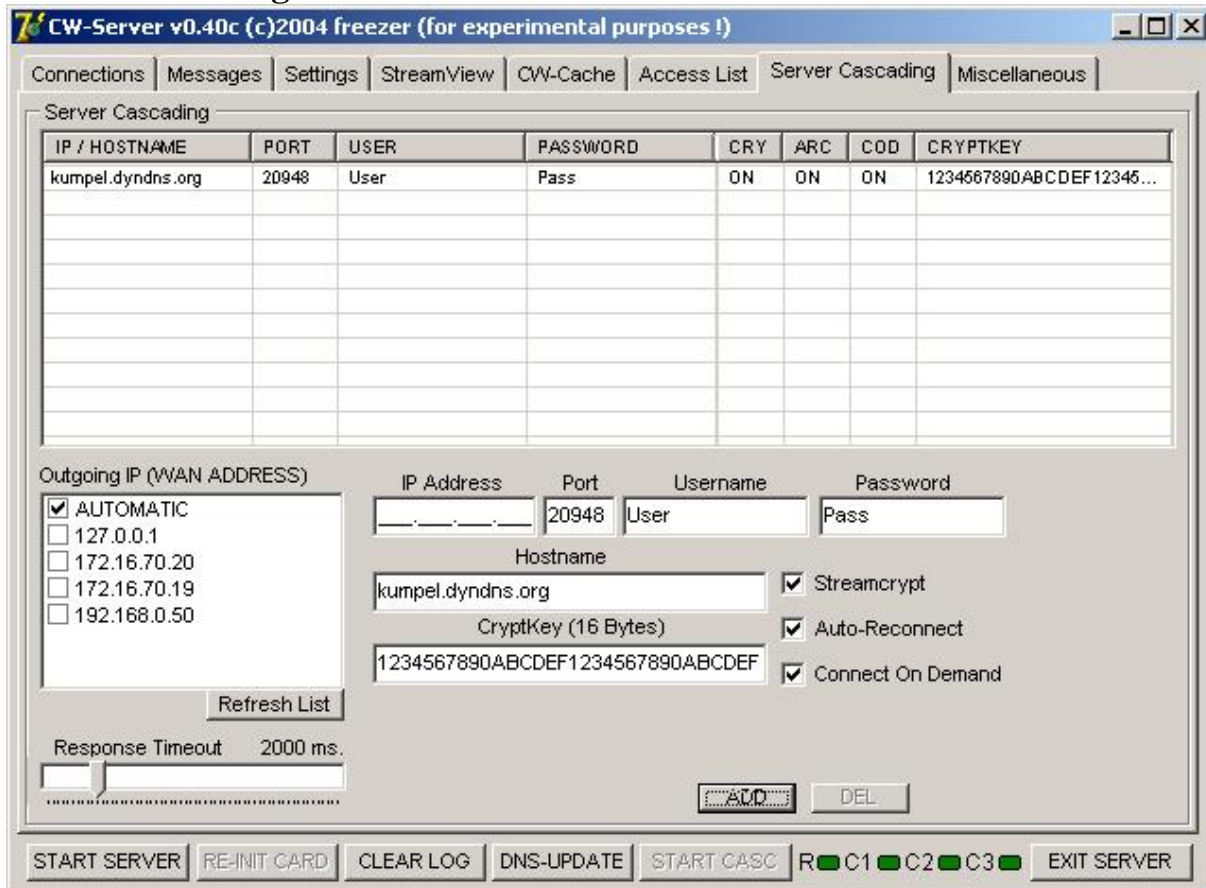 CW-Server v0.40c (c)2004 freezer (for experimental purposes !)
Connections Messages Settings StreamView CW-Cache Access List Server Cascading Miscellaneous
Server Cascading
IP / HOSTNAME PORT USER PASSWORD CRY ARC COD CRYPTKEY
kumpel.dyndns.org 20948 User Pass ON ON ON 1234567890ABCDEF12345...
Outgoing IP (WAN ADDRESS)
AUTOMATIC
127.0.0.1
172.16.70.20
172.16.70.19
192.168.0.50
Refresh List
Response Timeout 2000 ms.
IP Address Port Username Password
___.___.___.___ 20948 User Pass
Hostname
kumpel.dyndns.org
Streamcrypt
CryptKey (16 Bytes)
Auto-Reconnect
1234567890ABCDEF1234567890ABCDEF
Connect On Demand
ADD DEL
START SERVER RE-INIT CARD CLEAR LOG DNS-UPDATE START CASC R C1 C2 C3 EXIT SERVER